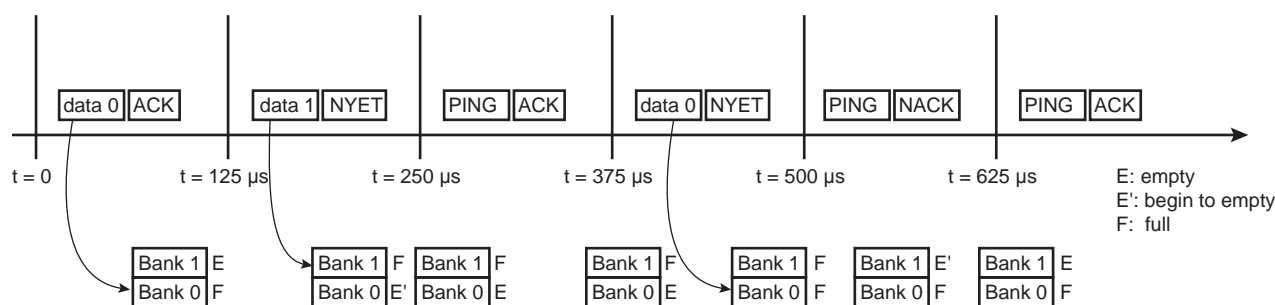 data 0 ACK data 1 NYET PING ACK data 0 NYET PING NACK PING ACK
t = 0 t = 125 µs t = 250 µs t = 375 µs t = 500 µs t = 625 µs E: empty
E': begin to empty
F: full
Bank 1 E Bank 1 F Bank 1 F Bank 1 F Bank 1 F Bank 1 E' Bank 1 E
Bank 0 F Bank 0 E' Bank 0 E Bank 0 E Bank 0 F Bank 0 F Bank 0 F